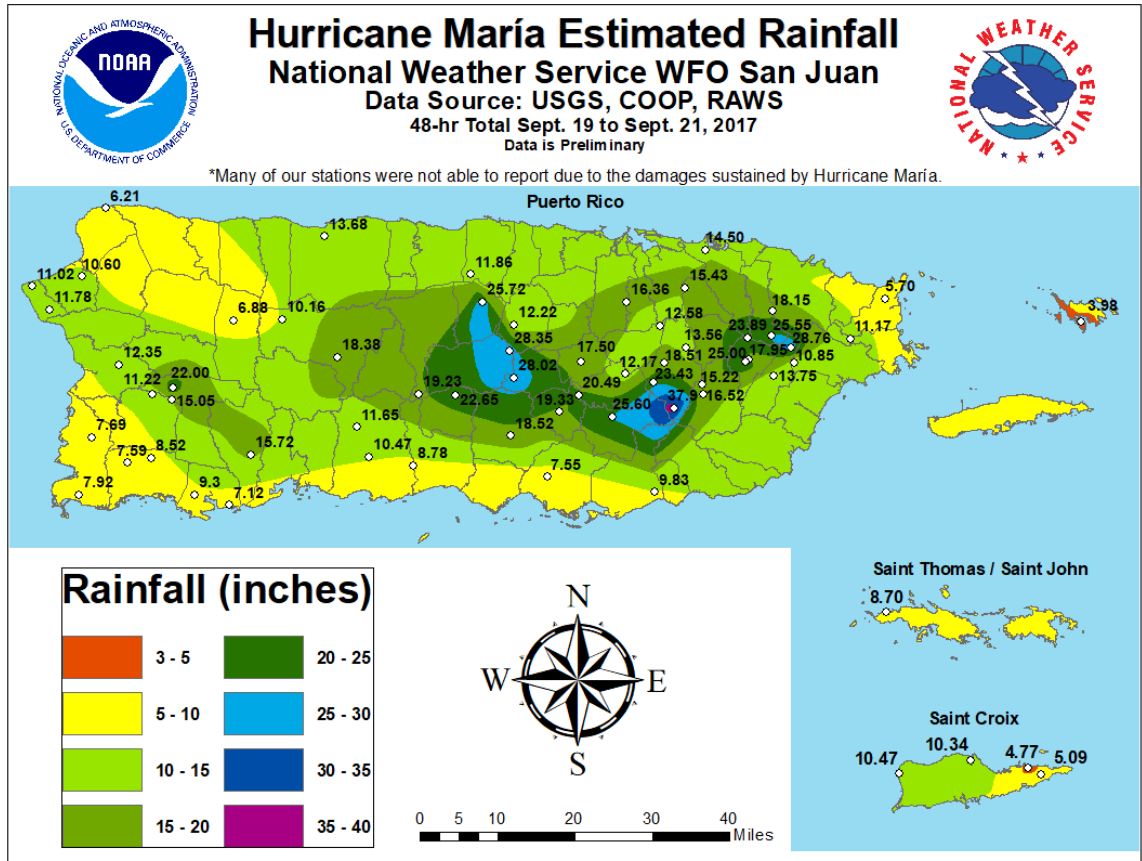 Hurricane María Estimated Rainfall
National Weather Service WFO San Juan
Data Source: USGS, COOP, RAWS
48-hr Total Sept. 19 to Sept. 21, 2017
Data is Preliminary
*Many of our stations were not able to report due to the damages sustained by Hurricane María.
NATIONAL OCEANIC AND ATMOSPHERIC ADMINISTRATION
NOAA
U.S. DEPARTMENT OF COMMERCE
NATIONAL WEATHER SERVICE
Puerto Rico
6.21
13.68
14.50
11.02
10.60
11.86
15.43
11.78
25.72
16.36
5.70
3.98
6.88
10.16
12.22
12.58
18.15
18.38
28.35
13.56
23.89
25.55
11.17
12.35
17.50
28.76
28.02
12.17
18.51
25.00
17.95
10.85
11.22
22.00
19.23
20.49
23.43
15.22
13.75
15.05
22.65
19.33
25.60
37.9
16.52
11.65
18.52
7.69
15.72
7.59
8.52
10.47
8.78
7.55
7.92
9.3
7.12
9.83
Rainfall (inches)
3 - 5
20 - 25
5 - 10
25 - 30
10 - 15
30 - 35
15 - 20
35 - 40
N
W
E
S
0 5 10 20 30 40
Miles
Saint Thomas / Saint John
8.70
Saint Croix
10.47
10.34
4.77
5.09